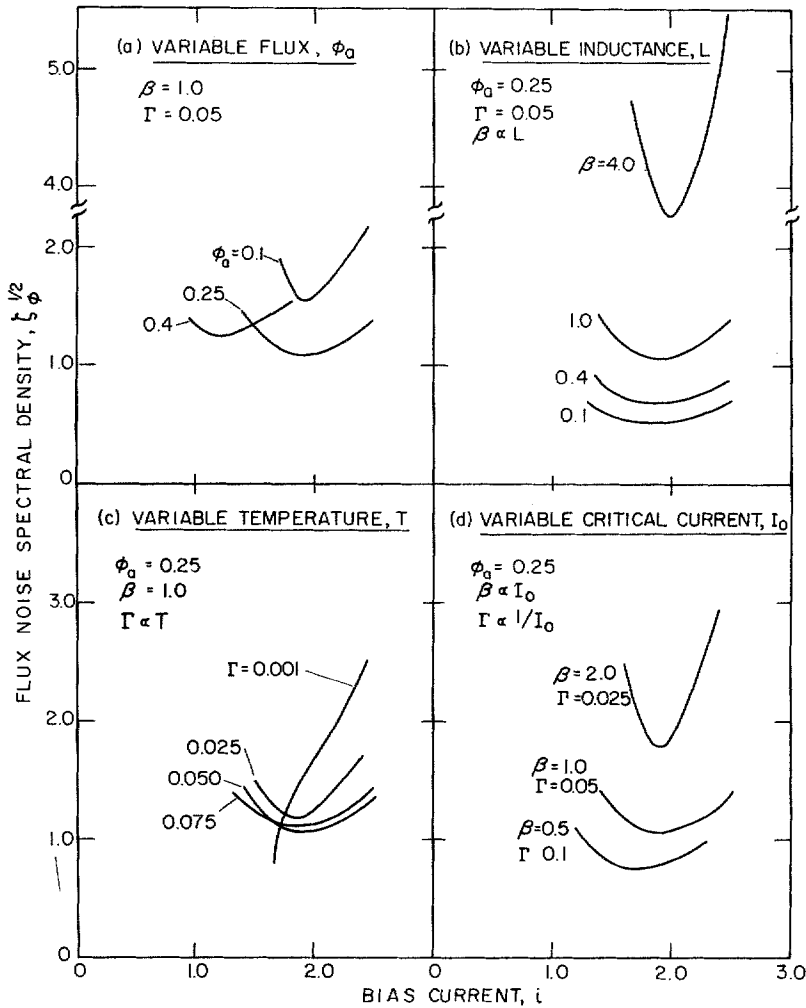 (a) VARIABLE FLUX, ϕa
β = 1.0
Γ = 0.05
ϕa = 0.1
0.25
0.4
(b) VARIABLE INDUCTANCE, L
ϕa = 0.25
Γ = 0.05
β ∝ L
β = 4.0
1.0
0.4
0.1
5.0
4.0
2.0
1.0
0
(c) VARIABLE TEMPERATURE, T
ϕa = 0.25
β = 1.0
Γ ∝ T
Γ = 0.001
0.025
0.050
0.075
(d) VARIABLE CRITICAL CURRENT, I₀
ϕa = 0.25
β ∝ I₀
Γ ∝ 1/I₀
β = 2.0
Γ = 0.025
β = 1.0
Γ = 0.05
β = 0.5
Γ 0.1
3.0
2.0
1.0
0
0 1.0 2.0 0 1.0 2.0 3.0
FLUX NOISE SPECTRAL DENSITY, ζϕ^1/2
BIAS CURRENT, i